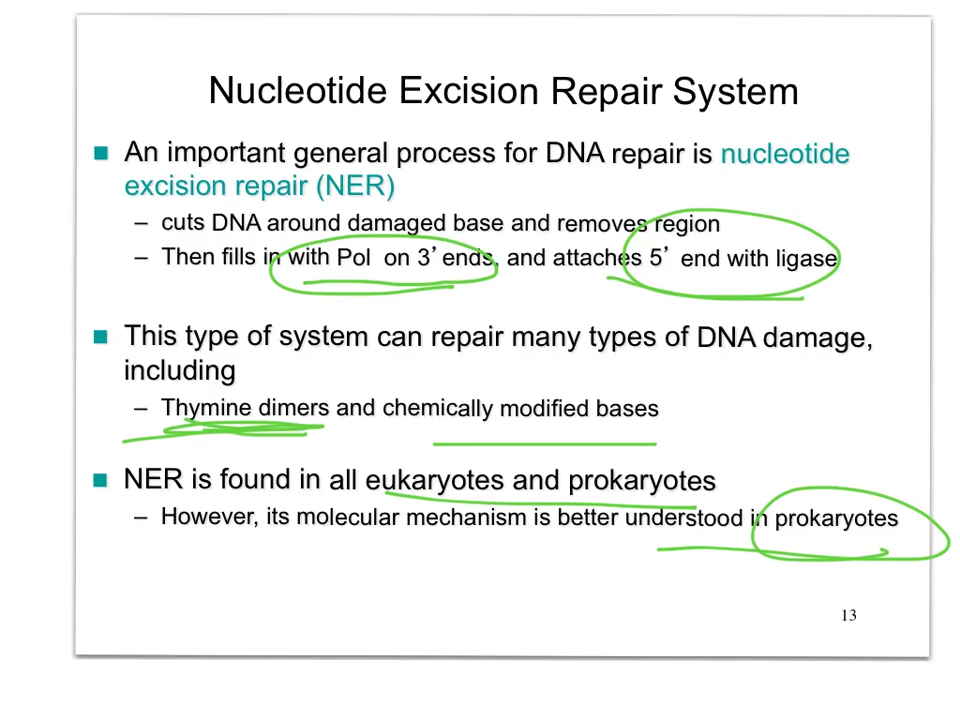 Nucleotide Excision Repair System
■ An important general process for DNA repair is nucleotide
excision repair (NER)
– cuts DNA around damaged base and removes region
– Then fills in with Pol on 3’ ends, and attaches 5’ end with ligase
■ This type of system can repair many types of DNA damage,
including
– Thymine dimers and chemically modified bases
■ NER is found in all eukaryotes and prokaryotes
– However, its molecular mechanism is better understood in prokaryotes
13